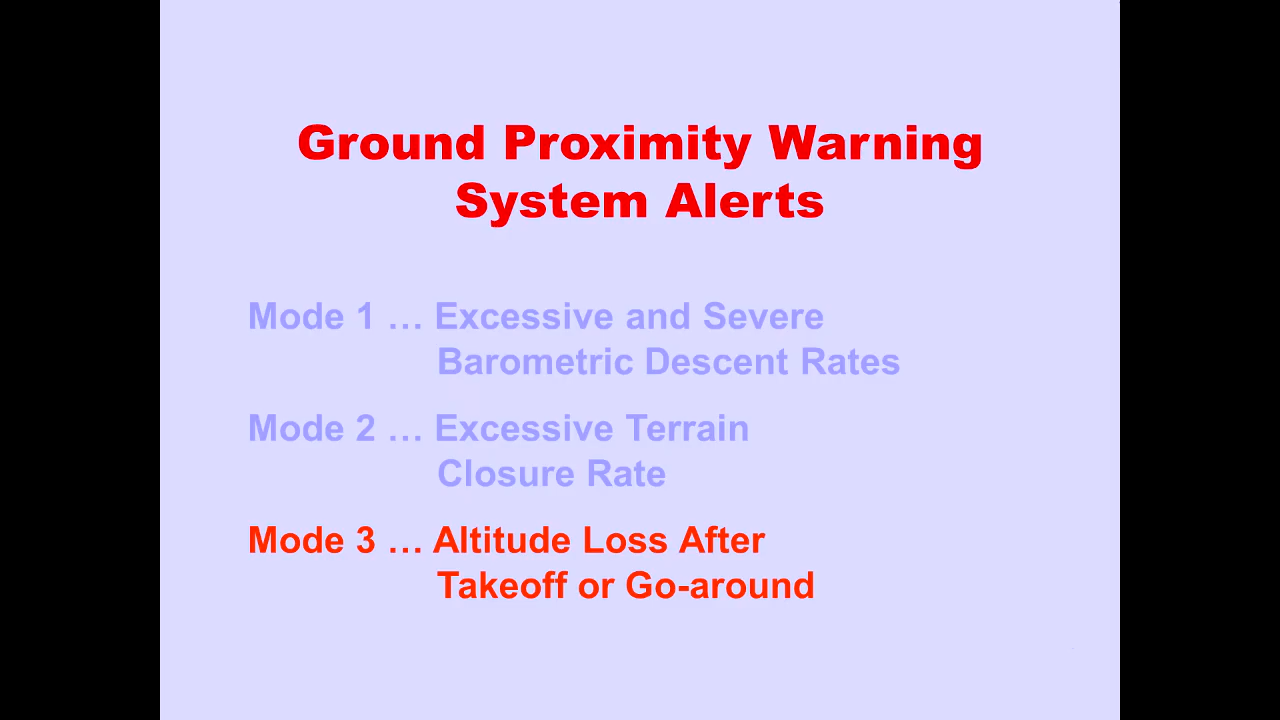 Ground Proximity Warning
System Alerts
Mode 1 … Excessive and Severe
Barometric Descent Rates
Mode 2 … Excessive Terrain
Closure Rate
Mode 3 … Altitude Loss After
Takeoff or Go-around